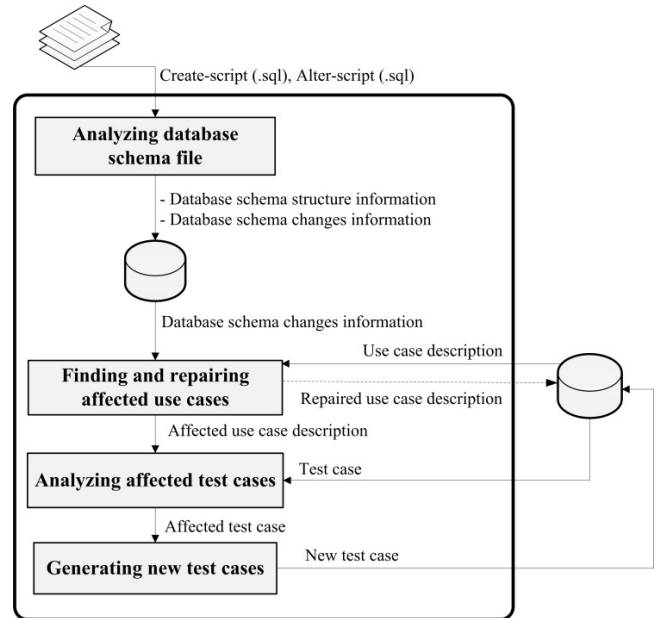 Create-script (.sql), Alter-script (.sql)
Analyzing database
schema file
- Database schema structure information
- Database schema changes information
Database schema changes information
Use case description
Finding and repairing
affected use cases
Repaired use case description
Affected use case description
Analyzing affected test cases
Test case
Affected test case
Generating new test cases
New test case